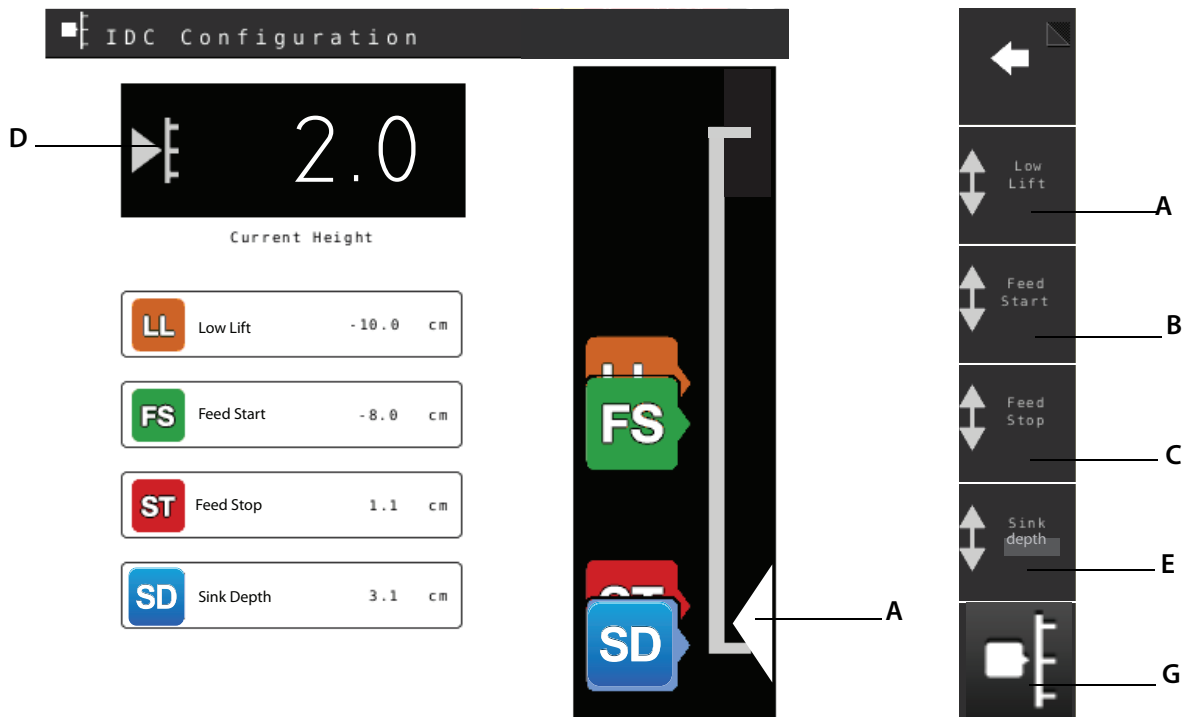 IDC Configuration
D
2.0
Current Height
LL Low Lift -10.0 cm
FS Feed Start -8.0 cm
ST Feed Stop 1.1 cm
SD Sink Depth 3.1 cm
LL
FS
ST
SD
A
Low
Lift
A
Feed
Start
B
Feed
Stop
C
Sink
depth
E
G